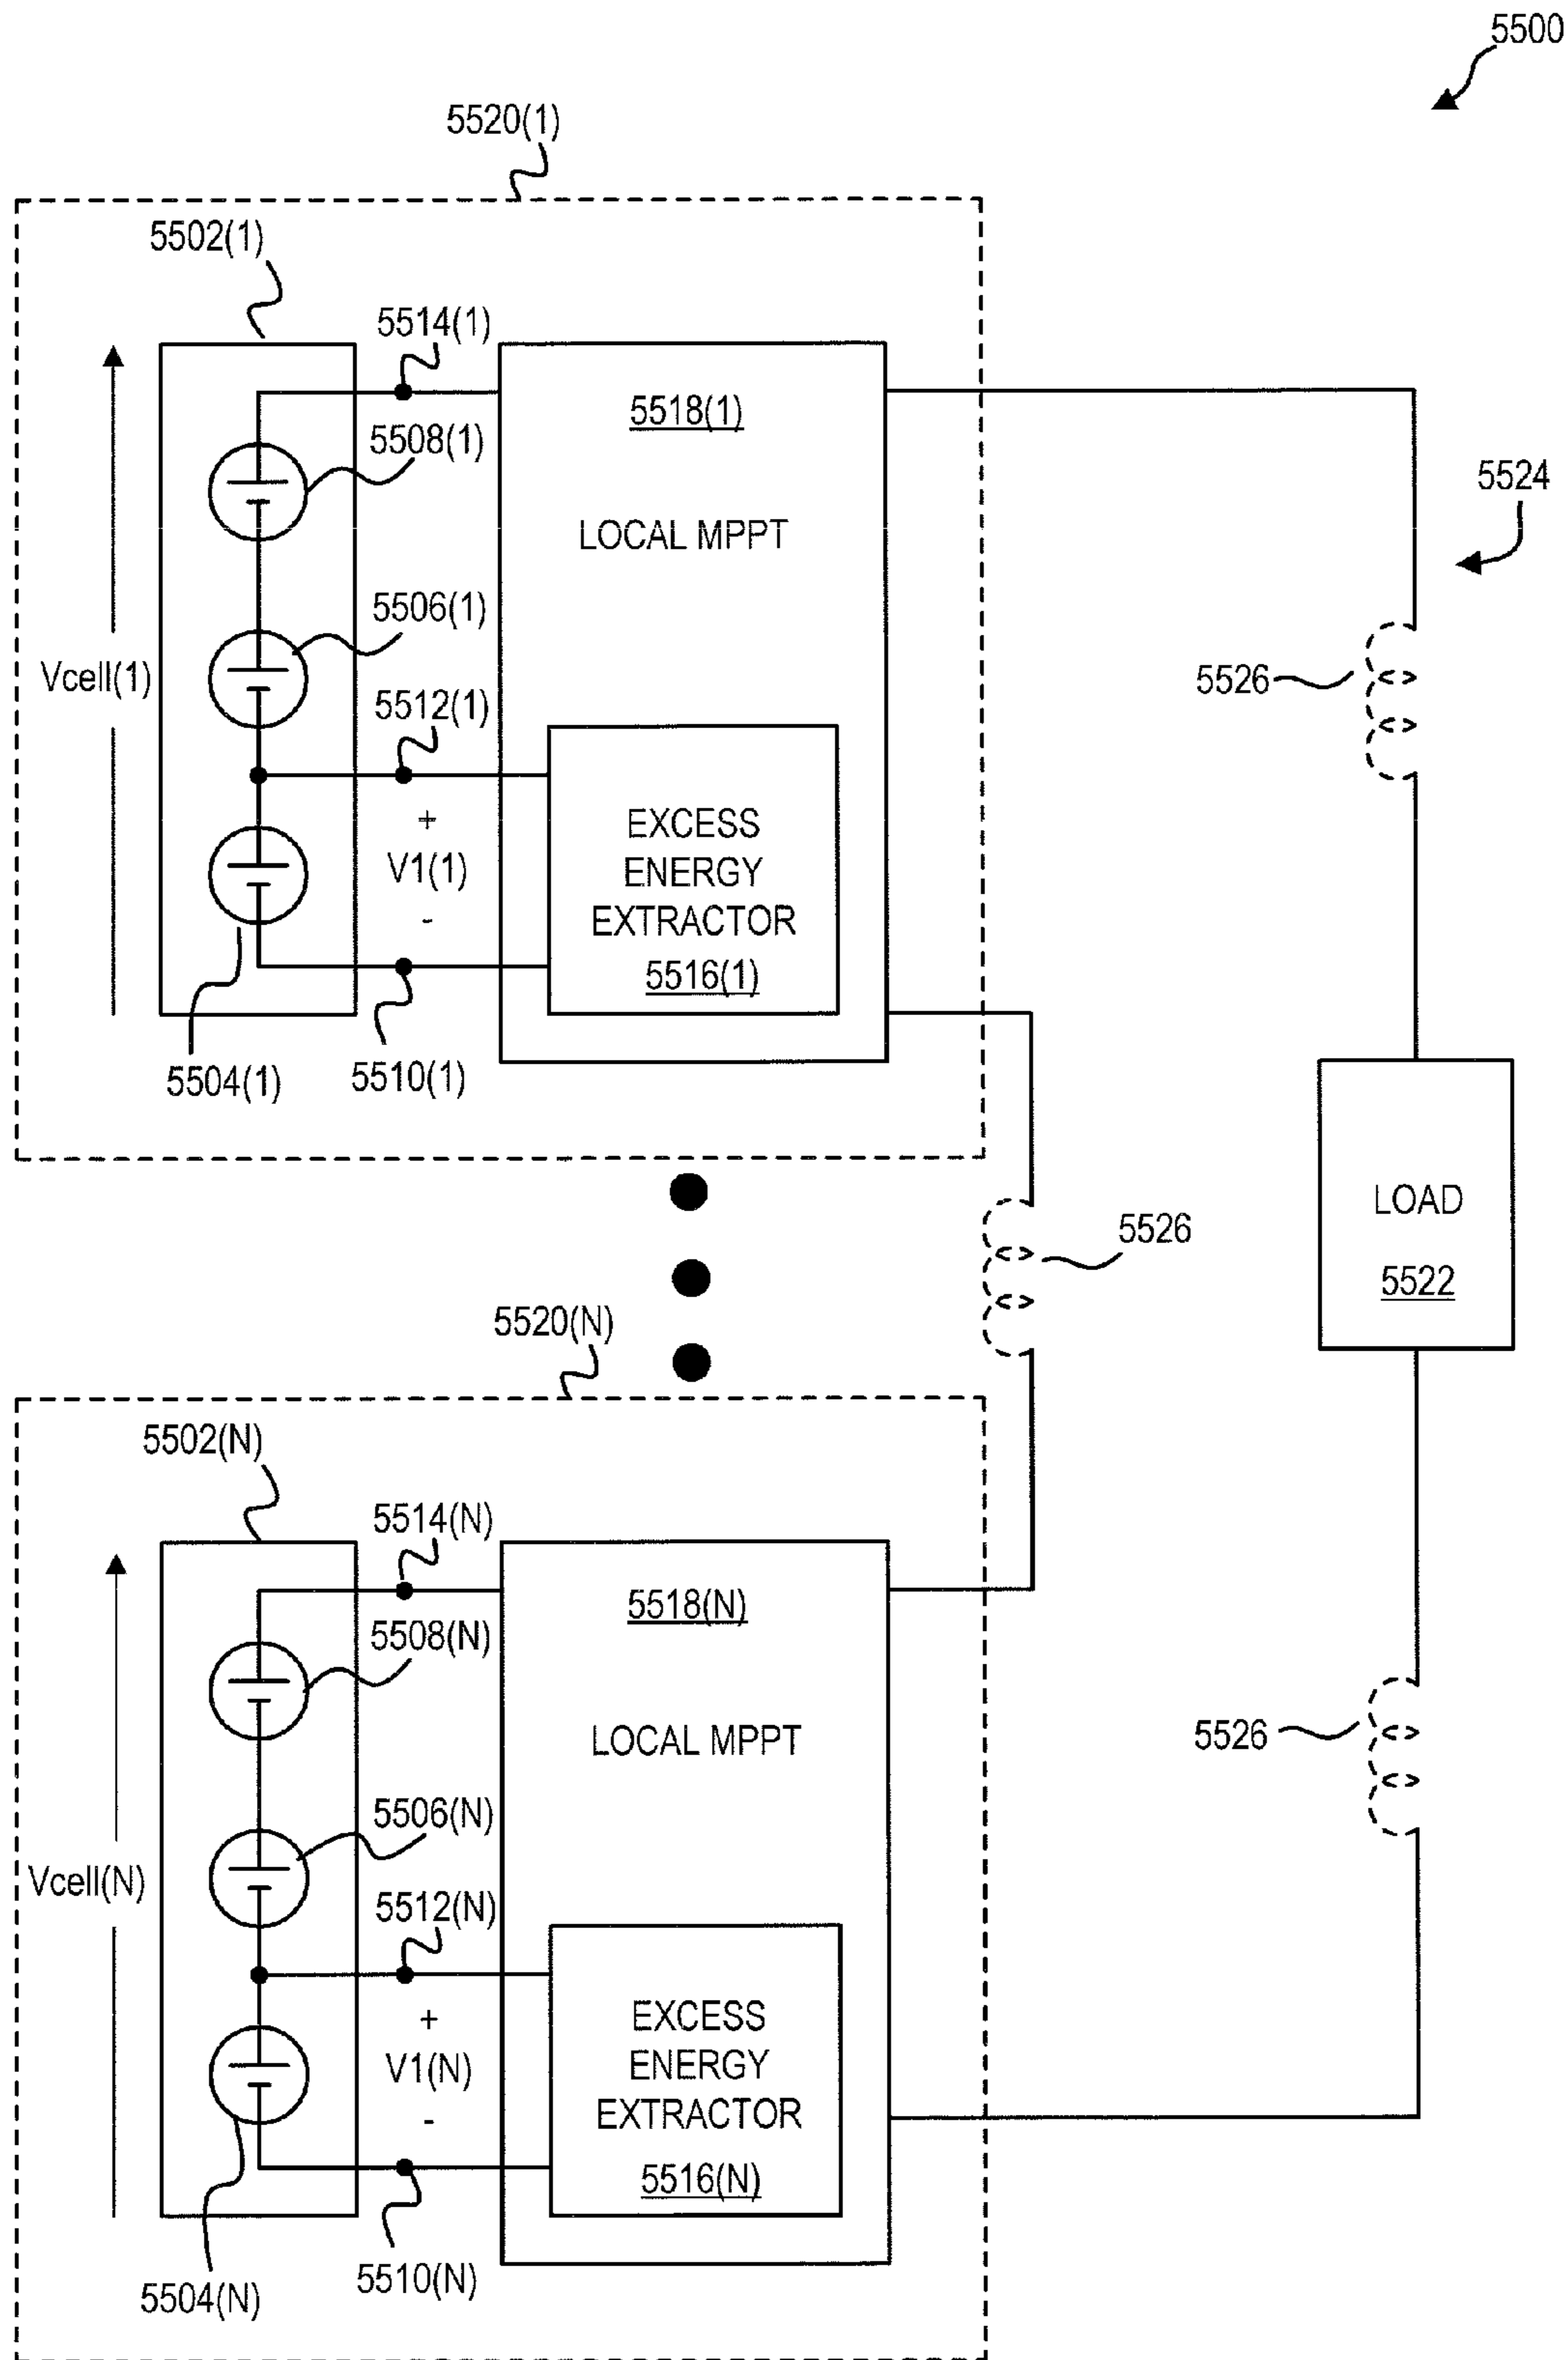 5500
5520(1)
5502(1)
5514(1)
5508(1)
5518(1)
LOCAL MPPT
5524
5506(1)
Vcell(1)
5526
5512(1)
+
V1(1)
-
EXCESS
ENERGY
EXTRACTOR
5516(1)
5504(1)
5510(1)
LOAD
5522
5526
5520(N)
5502(N)
5514(N)
5508(N)
5518(N)
LOCAL MPPT
5526
5506(N)
Vcell(N)
5512(N)
+
V1(N)
-
EXCESS
ENERGY
EXTRACTOR
5516(N)
5504(N)
5510(N)